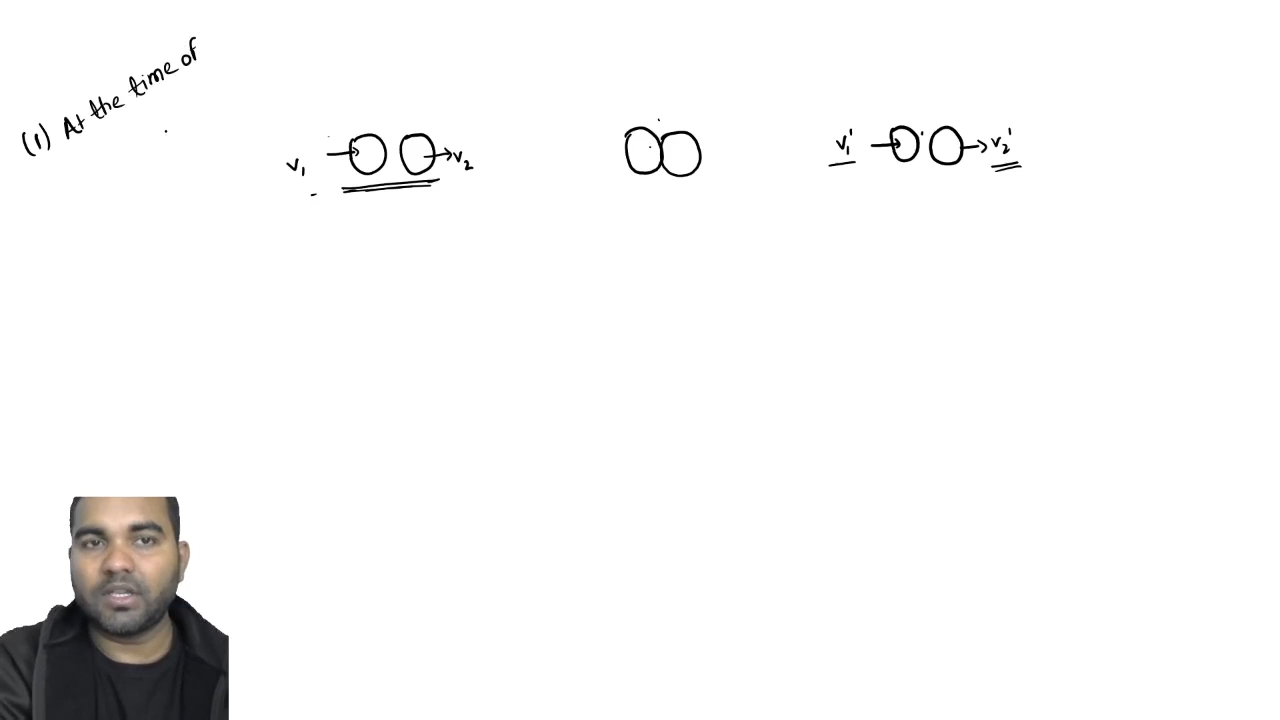 (1) At the time of
v₁ v₂
v₁' v₂'